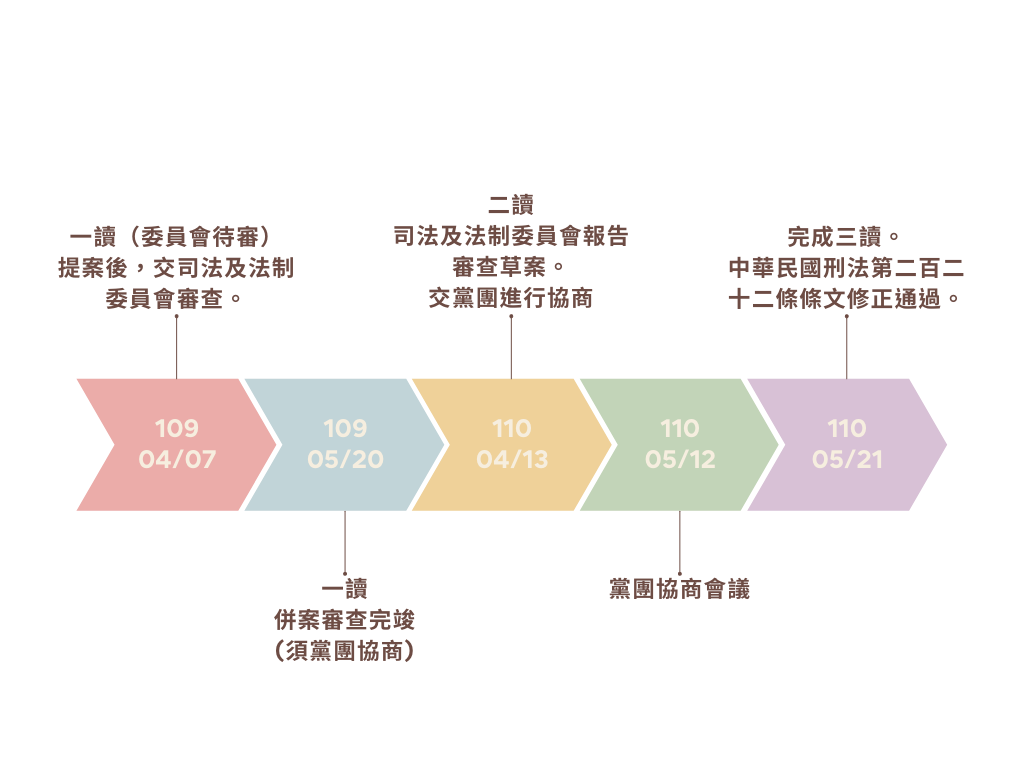 一讀（委員會待審）
提案後，交司法及法制
委員會審查。
109
04/07
109
05/20
一讀
併案審查完竣
(須黨團協商)
二讀
司法及法制委員會報告
審查草案。
交黨團進行協商
110
04/13
110
05/12
黨團協商會議
完成三讀。
中華民國刑法第二百二
十二條條文修正通過。
110
05/21